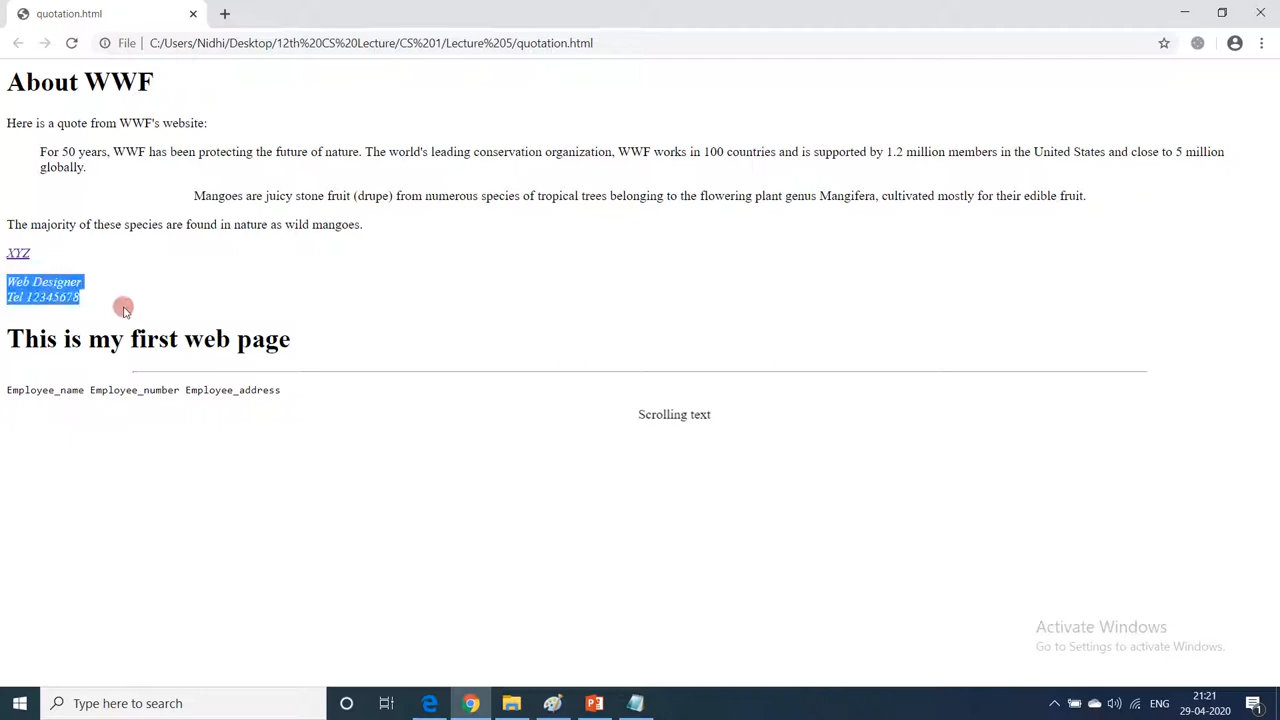 quotation.html
File
C:/Users/Nidhi/Desktop/12th%20CS%20Lecture/CS%201/Lecture%205/quotation.html
About WWF
Here is a quote from WWF's website:
For 50 years, WWF has been protecting the future of nature. The world's leading conservation organization, WWF works in 100 countries and is supported by 1.2 million members in the United States and close to 5 million
globally.
Mangoes are juicy stone fruit (drupe) from numerous species of tropical trees belonging to the flowering plant genus Mangifera, cultivated mostly for their edible fruit.
The majority of these species are found in nature as wild mangoes.
XYZ
Web Designer
Tel 12345678
This is my first web page
Employee_name Employee_number Employee_address
Scrolling text
Activate Windows
Go to Settings to activate Windows.
Type here to search
ENG
21:21
29-04-2020
1